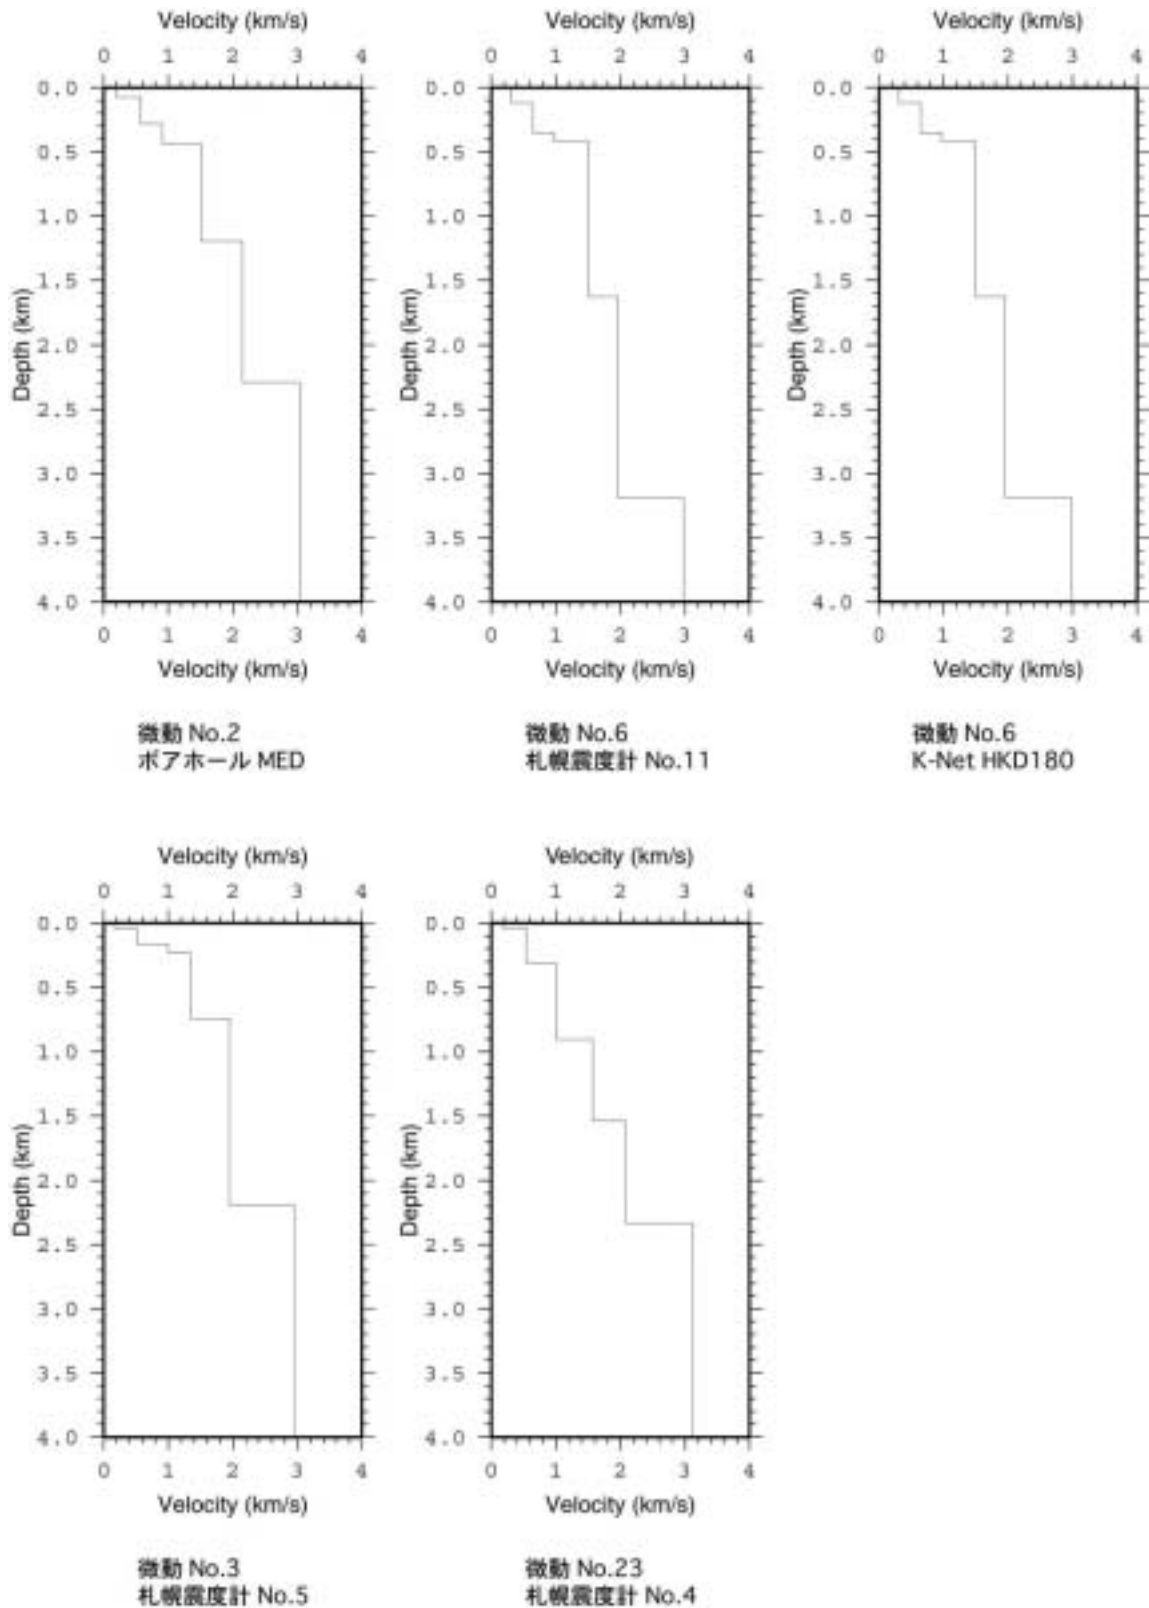 Velocity (km/s) Velocity (km/s) Velocity (km/s)
0 1 2 3 4 0 1 2 3 4 0 1 2 3 4
0.0 0.0 0.0
0.5 0.5 0.5
1.0 1.0 1.0
1.5 1.5 1.5
Depth (km) Depth (km) Depth (km)
2.0 2.0 2.0
2.5 2.5 2.5
3.0 3.0 3.0
3.5 3.5 3.5
4.0 4.0 4.0
0 1 2 3 4 0 1 2 3 4 0 1 2 3 4
Velocity (km/s) Velocity (km/s) Velocity (km/s)
微動 No.2 微動 No.6 微動 No.6
ボアホール MED 札幌震度計 No.11 K-Net HKD180
Velocity (km/s) Velocity (km/s)
0 1 2 3 4 0 1 2 3 4
0.0 0.0
0.5 0.5
1.0 1.0
1.5 1.5
Depth (km) Depth (km)
2.0 2.0
2.5 2.5
3.0 3.0
3.5 3.5
4.0 4.0
0 1 2 3 4 0 1 2 3 4
Velocity (km/s) Velocity (km/s)
微動 No.3 微動 No.23
札幌震度計 No.5 札幌震度計 No.4